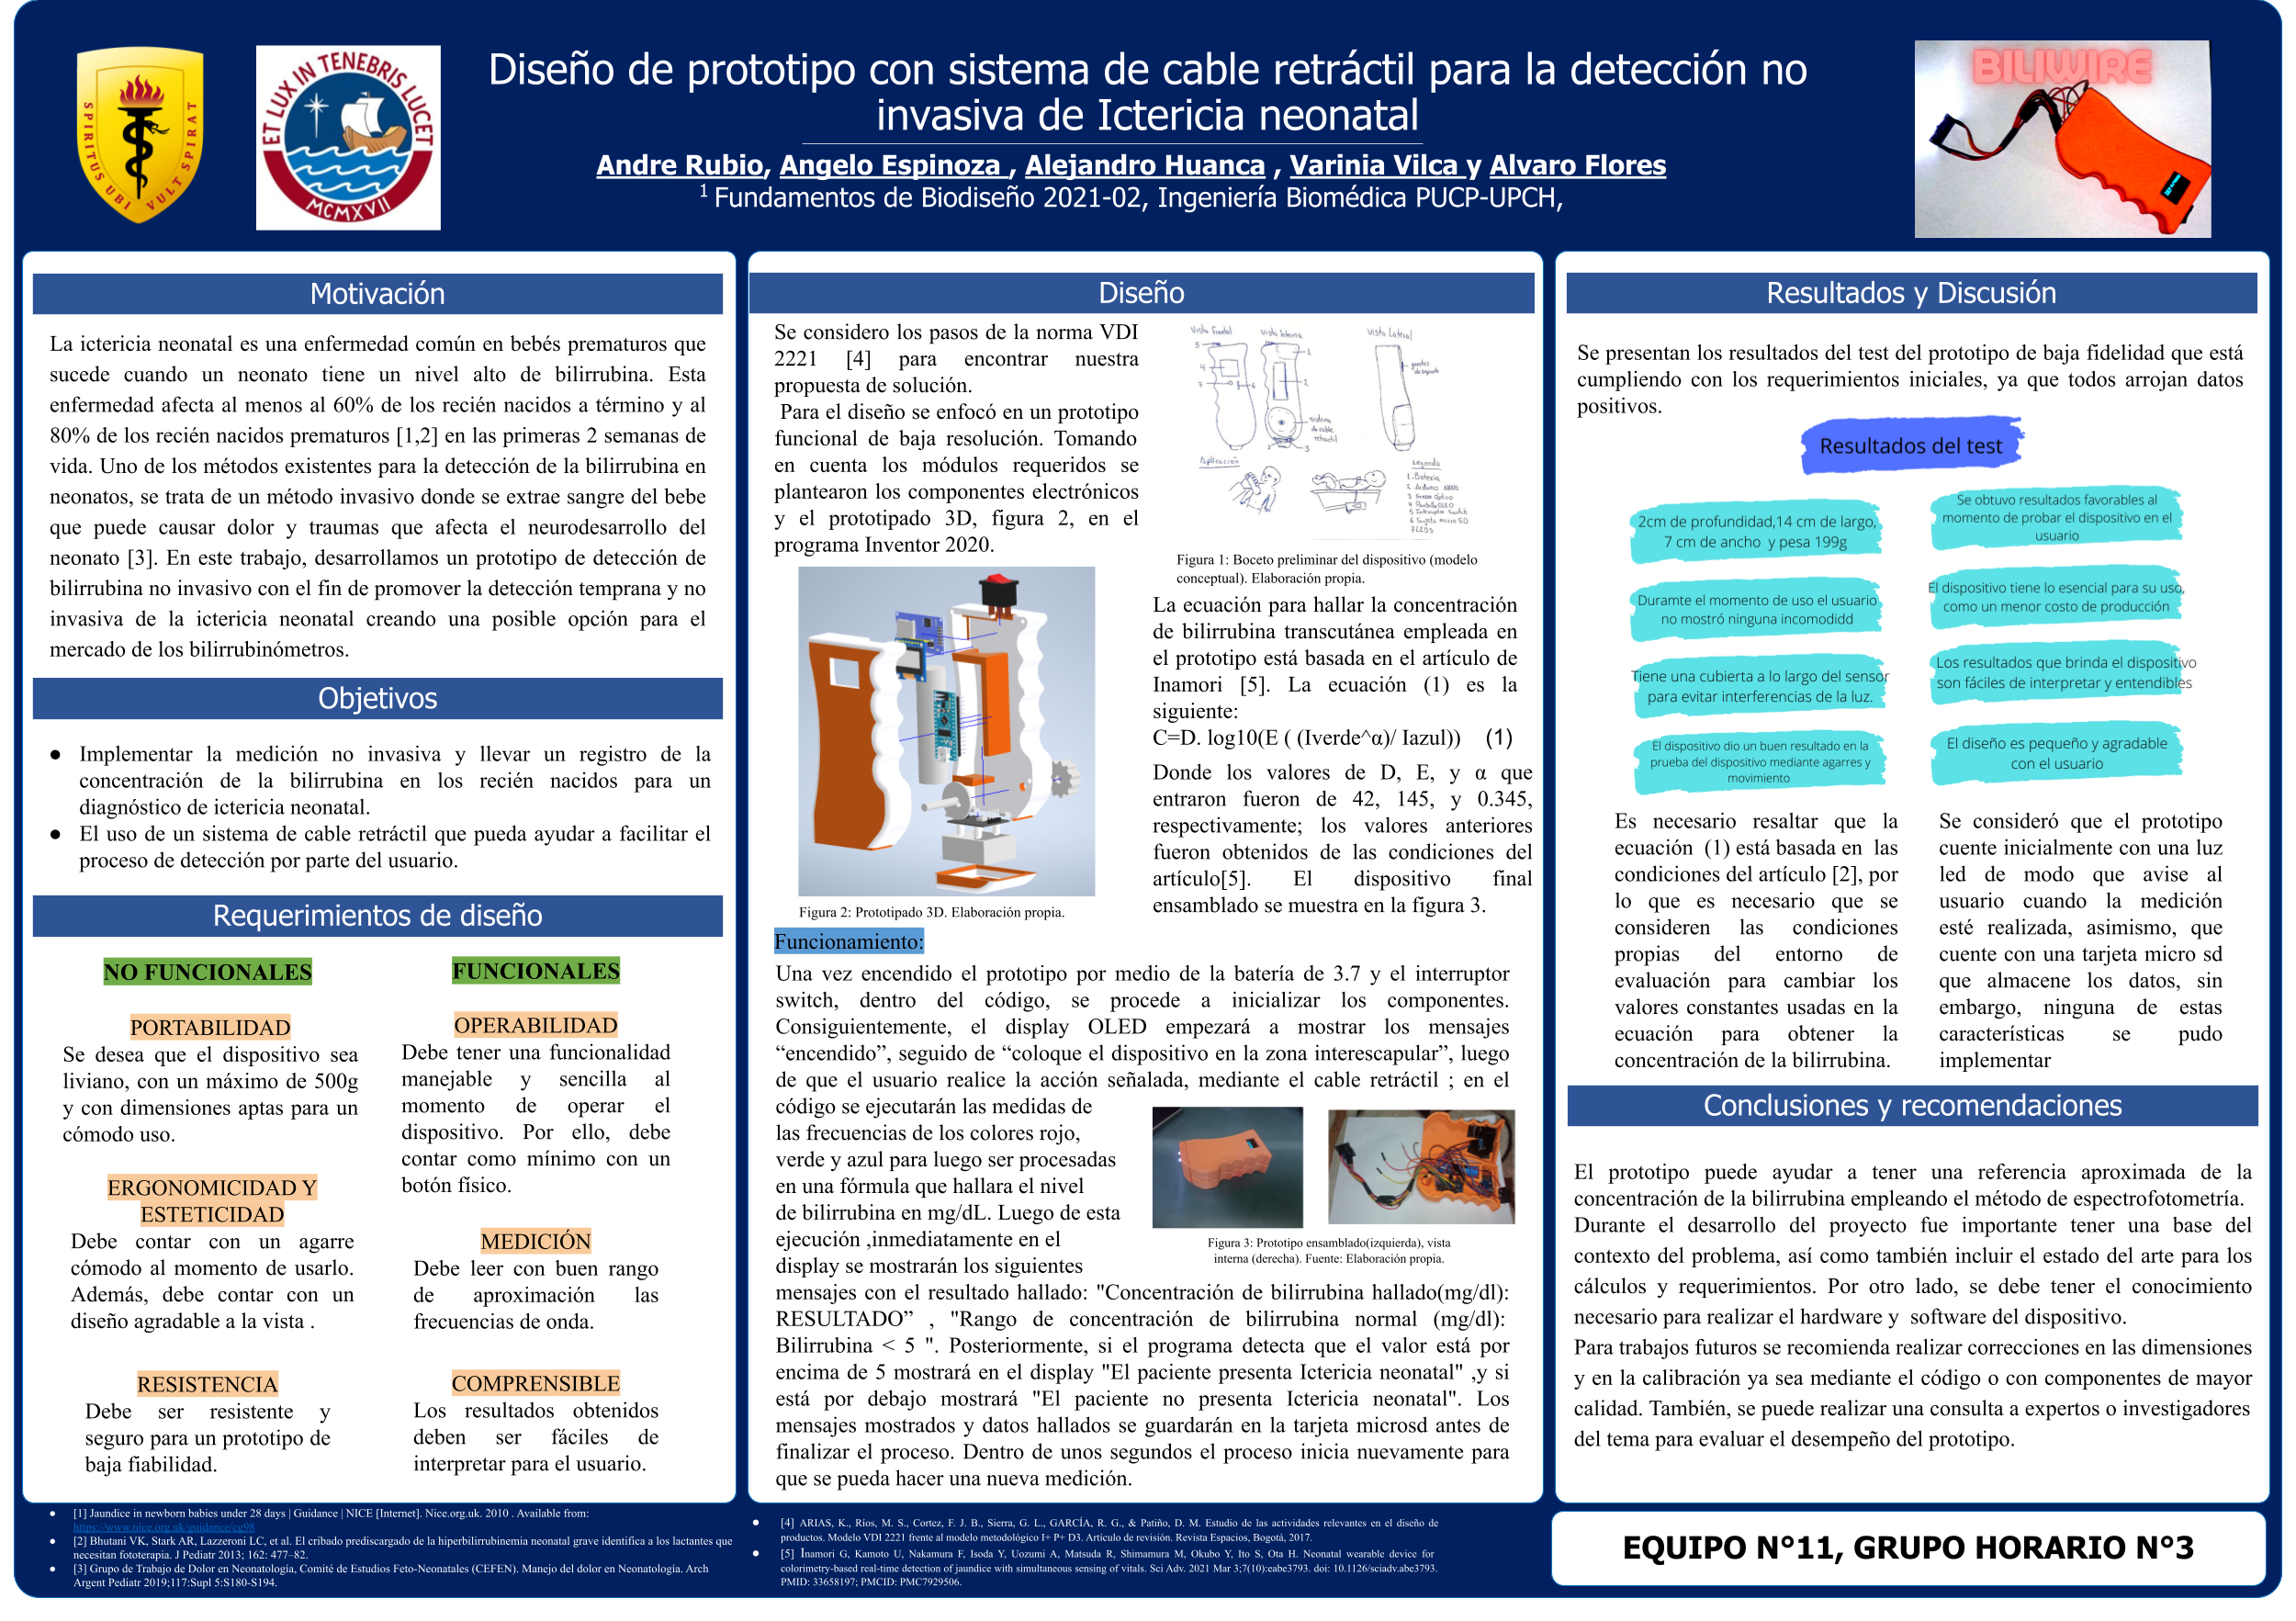 SPIRITUS UBI VULT SPIRAT
ET LUX IN TENEBRIS LUCET
MCMXVII
Diseño de prototipo con sistema de cable retráctil para la detección no
invasiva de Ictericia neonatal
Andre Rubio, Angelo Espinoza , Alejandro Huanca , Varinia Vilca y Alvaro Flores
1 Fundamentos de Biodiseño 2021-02, Ingeniería Biomédica PUCP-UPCH,
BILIWIRE
Motivación
La ictericia neonatal es una enfermedad común en bebés prematuros que
sucede cuando un neonato tiene un nivel alto de bilirrubina. Esta
enfermedad afecta al menos al 60% de los recién nacidos a término y al
80% de los recién nacidos prematuros [1,2] en las primeras 2 semanas de
vida. Uno de los métodos existentes para la detección de la bilirrubina en
neonatos, se trata de un método invasivo donde se extrae sangre del bebe
que puede causar dolor y traumas que afecta el neurodesarrollo del
neonato [3]. En este trabajo, desarrollamos un prototipo de detección de
bilirrubina no invasivo con el fin de promover la detección temprana y no
invasiva de la ictericia neonatal creando una posible opción para el
mercado de los bilirrubinómetros.
Objetivos
● Implementar la medición no invasiva y llevar un registro de la
concentración de la bilirrubina en los recién nacidos para un
diagnóstico de ictericia neonatal.
● El uso de un sistema de cable retráctil que pueda ayudar a facilitar el
proceso de detección por parte del usuario.
Requerimientos de diseño
NO FUNCIONALES
PORTABILIDAD
Se desea que el dispositivo sea
liviano, con un máximo de 500g
y con dimensiones aptas para un
cómodo uso.
ERGONOMICIDAD Y
ESTETICIDAD
Debe contar con un agarre
cómodo al momento de usarlo.
Además, debe contar con un
diseño agradable a la vista .
RESISTENCIA
Debe ser resistente y
seguro para un prototipo de
baja fiabilidad.
FUNCIONALES
OPERABILIDAD
Debe tener una funcionalidad
manejable y sencilla al
momento de operar el
dispositivo. Por ello, debe
contar como mínimo con un
botón físico.
MEDICIÓN
Debe leer con buen rango
de aproximación las
frecuencias de onda.
COMPRENSIBLE
Los resultados obtenidos
deben ser fáciles de
interpretar para el usuario.
Diseño
Se considero los pasos de la norma VDI
2221 [4] para encontrar nuestra
propuesta de solución.
Para el diseño se enfocó en un prototipo
funcional de baja resolución. Tomando
en cuenta los módulos requeridos se
plantearon los componentes electrónicos
y el prototipado 3D, figura 2, en el
programa Inventor 2020.
Vista frontal
Vista interna
Vista Lateral
sistema
de cable
retráctil
Aplicación
Leyenda
1. Batería
2. Arduino NANO
3 Sensor óptico
4 Pantalla OLED
5 Interruptor Switch
6 Tarjeta micro SD
7 LEDS
Figura 1: Boceto preliminar del dispositivo (modelo
conceptual). Elaboración propia.
Figura 2: Prototipado 3D. Elaboración propia.
La ecuación para hallar la concentración
de bilirrubina transcutánea empleada en
el prototipo está basada en el artículo de
Inamori [5]. La ecuación (1) es la
siguiente:
C=D. log10(E ( (Iverde^α)/ Iazul)) (1)
Donde los valores de D, E, y α que
entraron fueron de 42, 145, y 0.345,
respectivamente; los valores anteriores
fueron obtenidos de las condiciones del
artículo[5]. El dispositivo final
ensamblado se muestra en la figura 3.
Funcionamiento:
Una vez encendido el prototipo por medio de la batería de 3.7 y el interruptor
switch, dentro del código, se procede a inicializar los componentes.
Consiguientemente, el display OLED empezará a mostrar los mensajes
“encendido”, seguido de “coloque el dispositivo en la zona interescapular”, luego
de que el usuario realice la acción señalada, mediante el cable retráctil ; en el
código se ejecutarán las medidas de
las frecuencias de los colores rojo,
verde y azul para luego ser procesadas
en una fórmula que hallara el nivel
de bilirrubina en mg/dL. Luego de esta
ejecución ,inmediatamente en el
display se mostrarán los siguientes
mensajes con el resultado hallado: "Concentración de bilirrubina hallado(mg/dl):
RESULTADO” , "Rango de concentración de bilirrubina normal (mg/dl):
Bilirrubina < 5 ". Posteriormente, si el programa detecta que el valor está por
encima de 5 mostrará en el display "El paciente presenta Ictericia neonatal" ,y si
está por debajo mostrará "El paciente no presenta Ictericia neonatal". Los
mensajes mostrados y datos hallados se guardarán en la tarjeta microsd antes de
finalizar el proceso. Dentro de unos segundos el proceso inicia nuevamente para
que se pueda hacer una nueva medición.
Figura 3: Prototipo ensamblado(izquierda), vista
interna (derecha). Fuente: Elaboración propia.
Resultados y Discusión
Se presentan los resultados del test del prototipo de baja fidelidad que está
cumpliendo con los requerimientos iniciales, ya que todos arrojan datos
positivos.
Resultados del test
2cm de profundidad,14 cm de largo,
7 cm de ancho y pesa 199g
Duramte el momento de uso el usuario
no mostró ninguna incomodidd
Tiene una cubierta a lo largo del sensor
para evitar interferencias de la luz.
El dispositivo dio un buen resultado en la
prueba del dispositivo mediante agarres y
movimiento
Se obtuvo resultados favorables al
momento de probar el dispositivo en el
usuario
El dispositivo tiene lo esencial para su uso,
como un menor costo de producción
Los resultados que brinda el dispositivo
son fáciles de interpretar y entendibles
El diseño es pequeño y agradable
con el usuario
Es necesario resaltar que la
ecuación (1) está basada en las
condiciones del artículo [2], por
lo que es necesario que se
consideren las condiciones
propias del entorno de
evaluación para cambiar los
valores constantes usadas en la
ecuación para obtener la
concentración de la bilirrubina.
Se consideró que el prototipo
cuente inicialmente con una luz
led de modo que avise al
usuario cuando la medición
esté realizada, asimismo, que
cuente con una tarjeta micro sd
que almacene los datos, sin
embargo, ninguna de estas
características se pudo
implementar
Conclusiones y recomendaciones
El prototipo puede ayudar a tener una referencia aproximada de la
concentración de la bilirrubina empleando el método de espectrofotometría.
Durante el desarrollo del proyecto fue importante tener una base del
contexto del problema, así como también incluir el estado del arte para los
cálculos y requerimientos. Por otro lado, se debe tener el conocimiento
necesario para realizar el hardware y software del dispositivo.
Para trabajos futuros se recomienda realizar correcciones en las dimensiones
y en la calibración ya sea mediante el código o con componentes de mayor
calidad. También, se puede realizar una consulta a expertos o investigadores
del tema para evaluar el desempeño del prototipo.
● [1] Jaundice in newborn babies under 28 days | Guidance | NICE [Internet]. Nice.org.uk. 2010 . Available from:
https://www.nice.org.uk/guidance/cg98
● [2] Bhutani VK, Stark AR, Lazzeroni LC, et al. El cribado prediscargado de la hiperbilirrubinemia neonatal grave identifica a los lactantes que
necesitan fototerapia. J Pediatr 2013; 162: 477–82.
● [3] Grupo de Trabajo de Dolor en Neonatología, Comité de Estudios Feto-Neonatales (CEFEN). Manejo del dolor en Neonatología. Arch
Argent Pediatr 2019;117:Supl 5:S180-S194.
● [4] ARIAS, K., Ríos, M. S., Cortez, F. J. B., Sierra, G. L., GARCÍA, R. G., & Patiño, D. M. Estudio de las actividades relevantes en el diseño de
productos. Modelo VDI 2221 frente al modelo metodológico I+ P+ D3. Artículo de revisión. Revista Espacios, Bogotá, 2017.
● [5] Inamori G, Kamoto U, Nakamura F, Isoda Y, Uozumi A, Matsuda R, Shimamura M, Okubo Y, Ito S, Ota H. Neonatal wearable device for
colorimetry-based real-time detection of jaundice with simultaneous sensing of vitals. Sci Adv. 2021 Mar 3;7(10):eabe3793. doi: 10.1126/sciadv.abe3793.
PMID: 33658197; PMCID: PMC7929506.
EQUIPO N°11, GRUPO HORARIO N°3